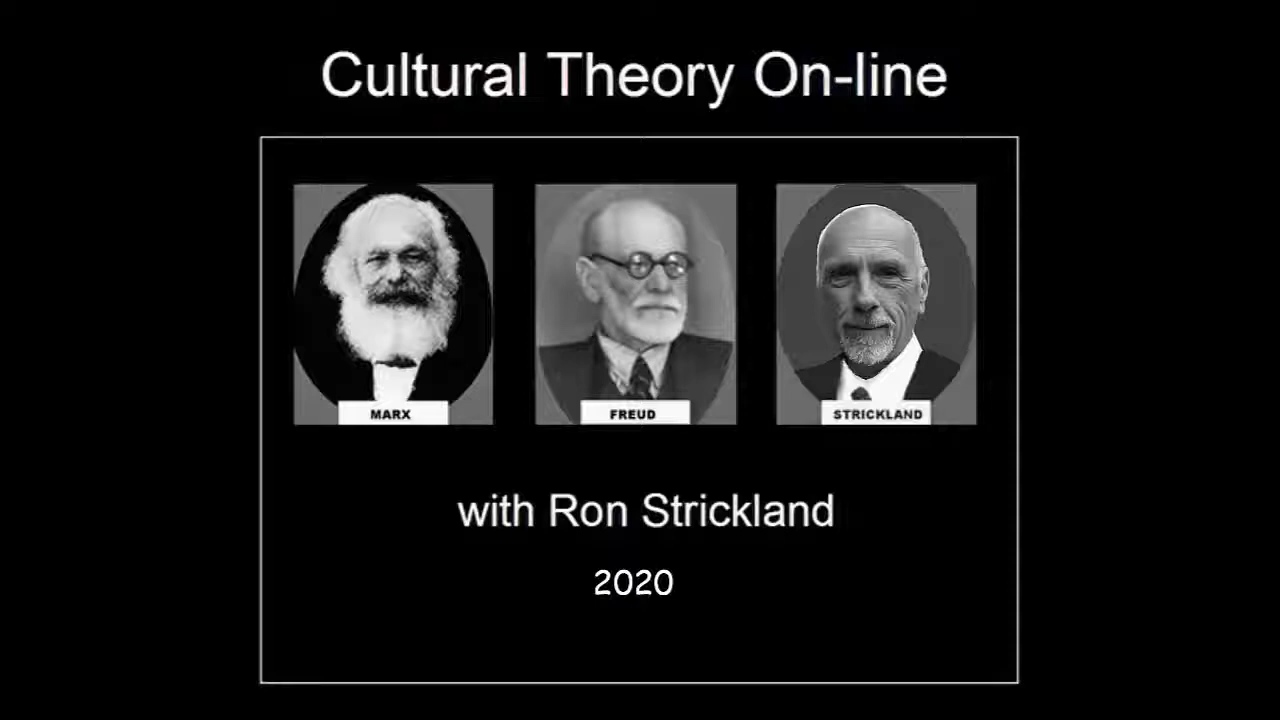 Cultural Theory On-line
MARX
FREUD
STRICKLAND
with Ron Strickland
2020